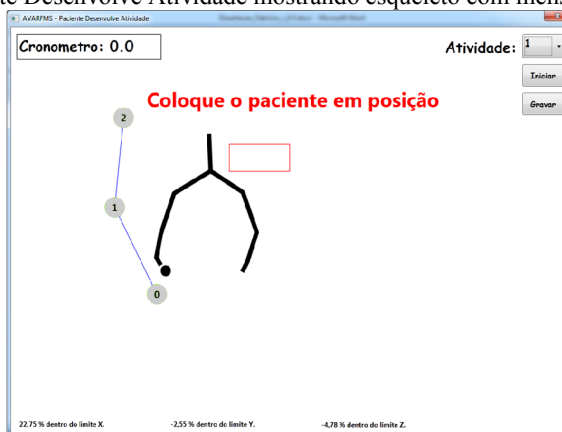 te Desenvolve Atividade mostrando esqueleto com mens
AVARFMS - Paciente Desenvolve Atividade
Cronometro: 0.0
Atividade: 1
Iniciar
Gravar
Coloque o paciente em posição
2
1
0
22.75 % dentro do limite X. -2,55 % dentro do limite Y. -4,78 % dentro do limite Z.